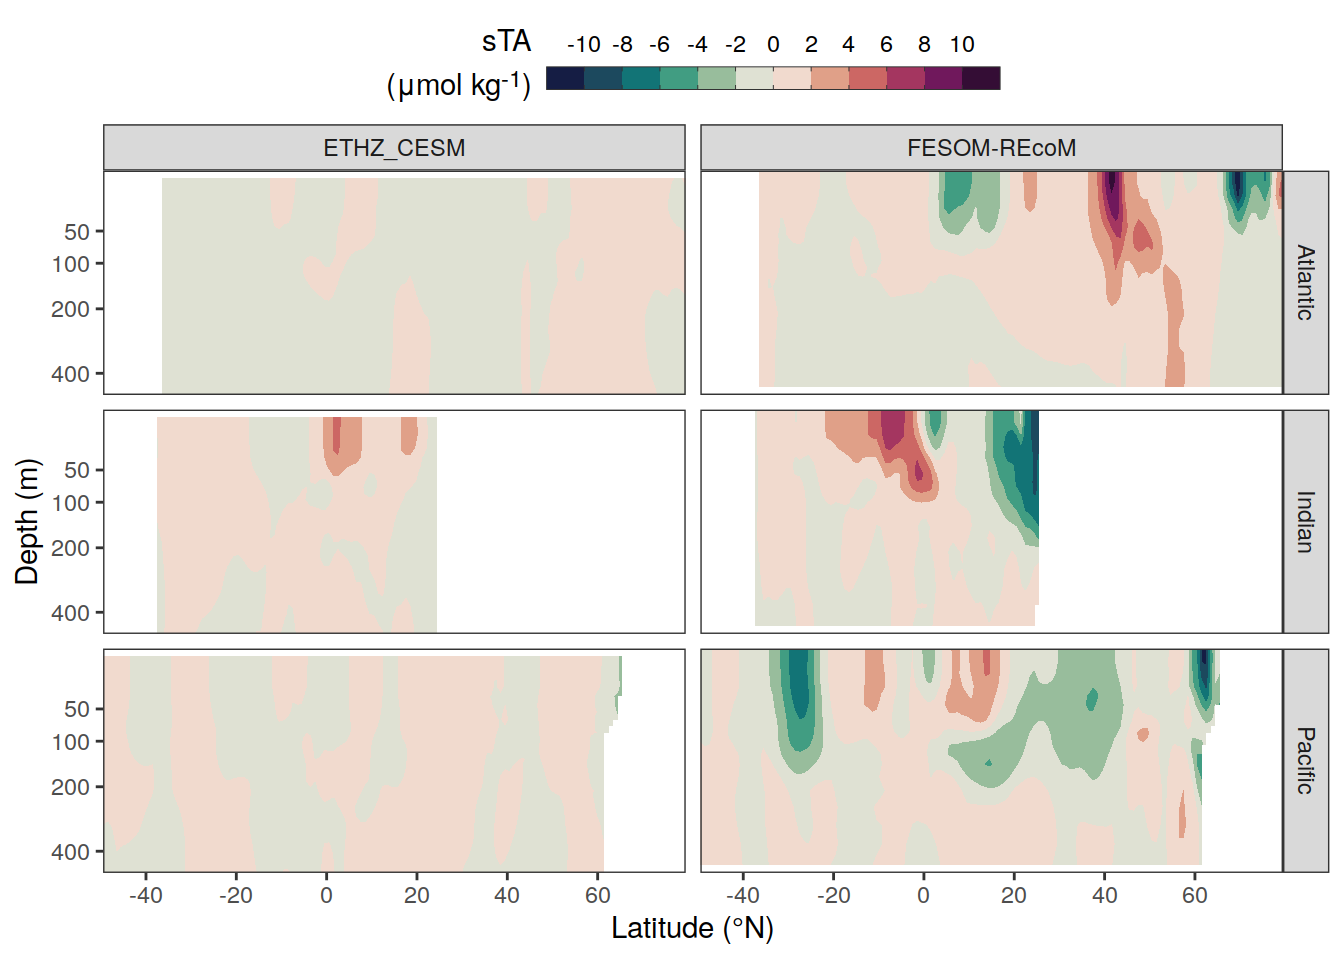 sTA
(µmol kg⁻¹)
-10 -8 -6 -4 -2 0 2 4 6 8 10
ETHZ_CESM
FESOM-REcoM
50
100
200
400
Atlantic
50
100
200
400
Indian
50
100
200
400
Pacific
Depth (m)
-40 -20 0 20 40 60
-40 -20 0 20 40 60
Latitude (°N)